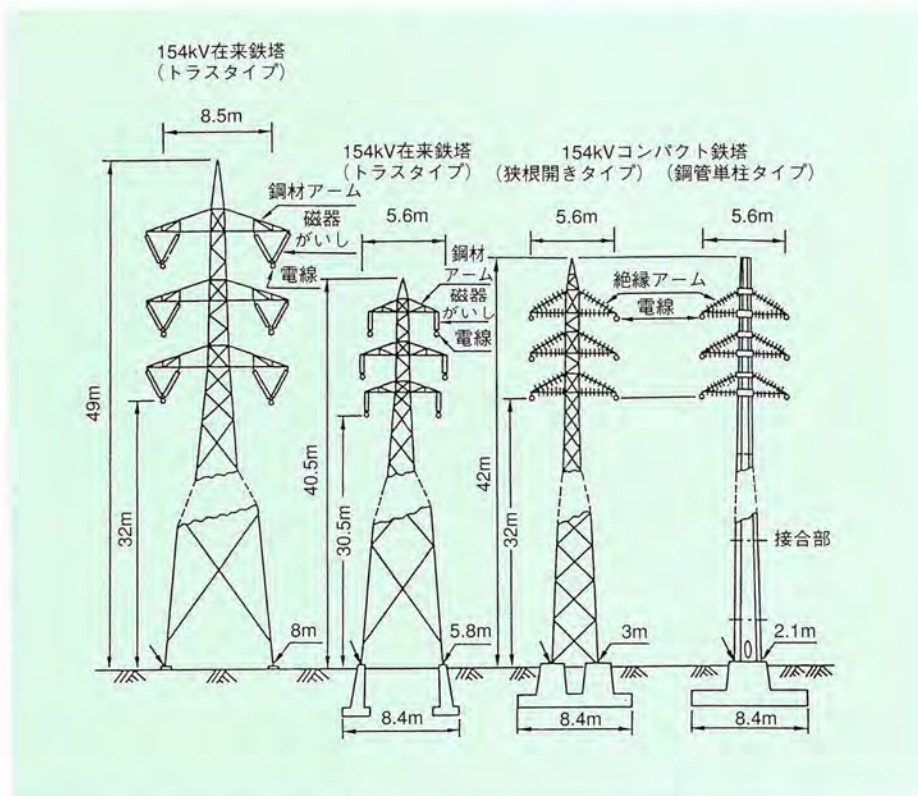 154kV在来鉄塔
（トラスタイプ）
8.5m
鋼材アーム
磁器
がいし
電線
49m
32m
8m
154kV在来鉄塔
（トラスタイプ）
5.6m
鋼材
アーム
磁器
がいし
電線
40.5m
30.5m
5.8m
8.4m
154kVコンパクト鉄塔
（狭根開きタイプ）（鋼管単柱タイプ）
5.6m
5.6m
絶縁アーム
電線
42m
32m
接合部
3m
2.1m
8.4m
8.4m